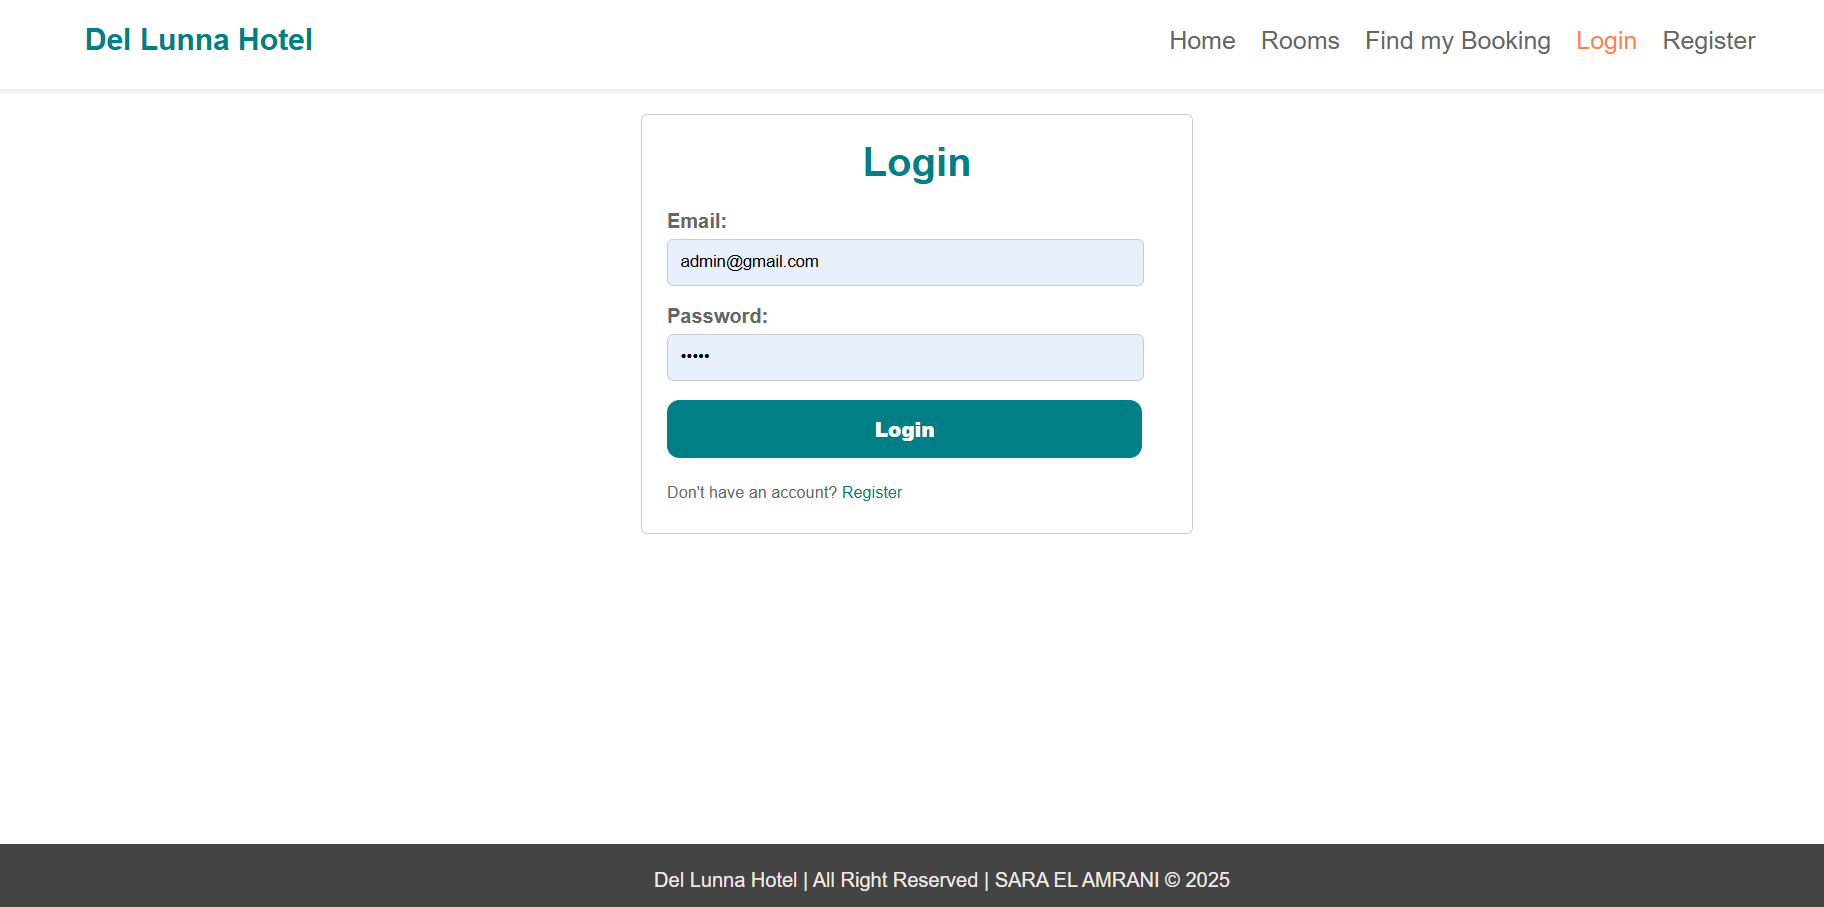 Del Lunna Hotel
Home Rooms Find my Booking Login Register
Login
Email:
admin@gmail.com
Password:
•••••
Login
Don't have an account? Register
Del Lunna Hotel | All Right Reserved | SARA EL AMRANI © 2025